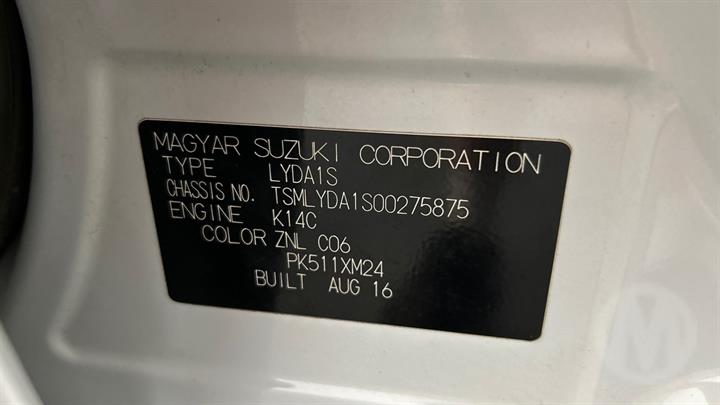 MAGYAR SUZUKI CORPORATION
TYPE LYDA1S
CHASSIS NO. TSMLYDA1S00275875
ENGINE K14C
COLOR ZNL C06
PK511XM24
BUILT AUG 16
M